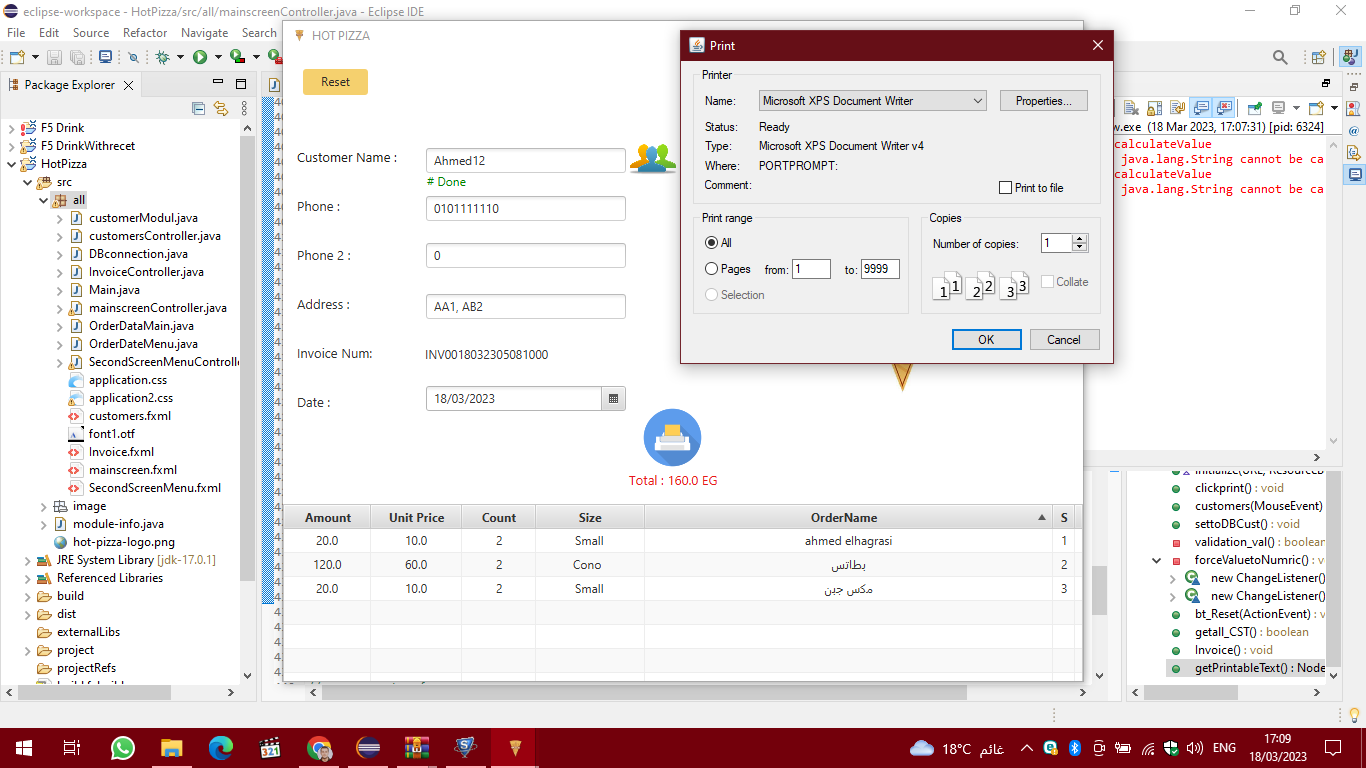 eclipse-workspace - HotPizza/src/all/mainscreenController.java - Eclipse IDE
File Edit Source Refactor Navigate Search
Package Explorer
F5 Drink
F5 DrinkWithrecet
HotPizza
src
all
customerModul.java
customersController.java
DBconnection.java
InvoiceController.java
Main.java
mainscreenController.java
OrderDataMain.java
OrderDateMenu.java
SecondScreenMenuControlle
application.css
application2.css
customers.fxml
font1.otf
Invoice.fxml
mainscreen.fxml
SecondScreenMenu.fxml
image
module-info.java
hot-pizza-logo.png
JRE System Library [jdk-17.0.1]
Referenced Libraries
build
dist
externalLibs
project
projectRefs
HOT PIZZA
Reset
Customer Name : Ahmed12
# Done
Phone : 0101111110
Phone 2 : 0
Address : AA1, AB2
Invoice Num: INV0018032305081000
Date : 18/03/2023
Total : 160.0 EG
Amount Unit Price Count Size OrderName S
20.0 10.0 2 Small ahmed elhagrasi 1
120.0 60.0 2 Cono بطاتس 2
20.0 10.0 2 Small مكس جبن 3
Print
Printer
Name: Microsoft XPS Document Writer Properties...
Status: Ready
Type: Microsoft XPS Document Writer v4
Where: PORTPROMPT:
Comment: Print to file
Print range
All
Pages from: 1 to: 9999
Selection
Copies
Number of copies: 1
1 1 2 2 3 3 Collate
OK Cancel
w.exe (18 Mar 2023, 17:07:31) [pid: 6324]
calculateValue
java.lang.String cannot be ca
calculateValue
java.lang.String cannot be ca
initialize(URL, ResourceB
clickprint() : void
customers(MouseEvent)
settoDBCust() : void
validation_val() : boolean
forceValuetoNumric() :
new ChangeListener()
new ChangeListener()
bt_Reset(ActionEvent) :
getall_CST() : boolean
Invoice() : void
getPrintableText() : Node
321
18°C غائم
ENG
17:09
18/03/2023